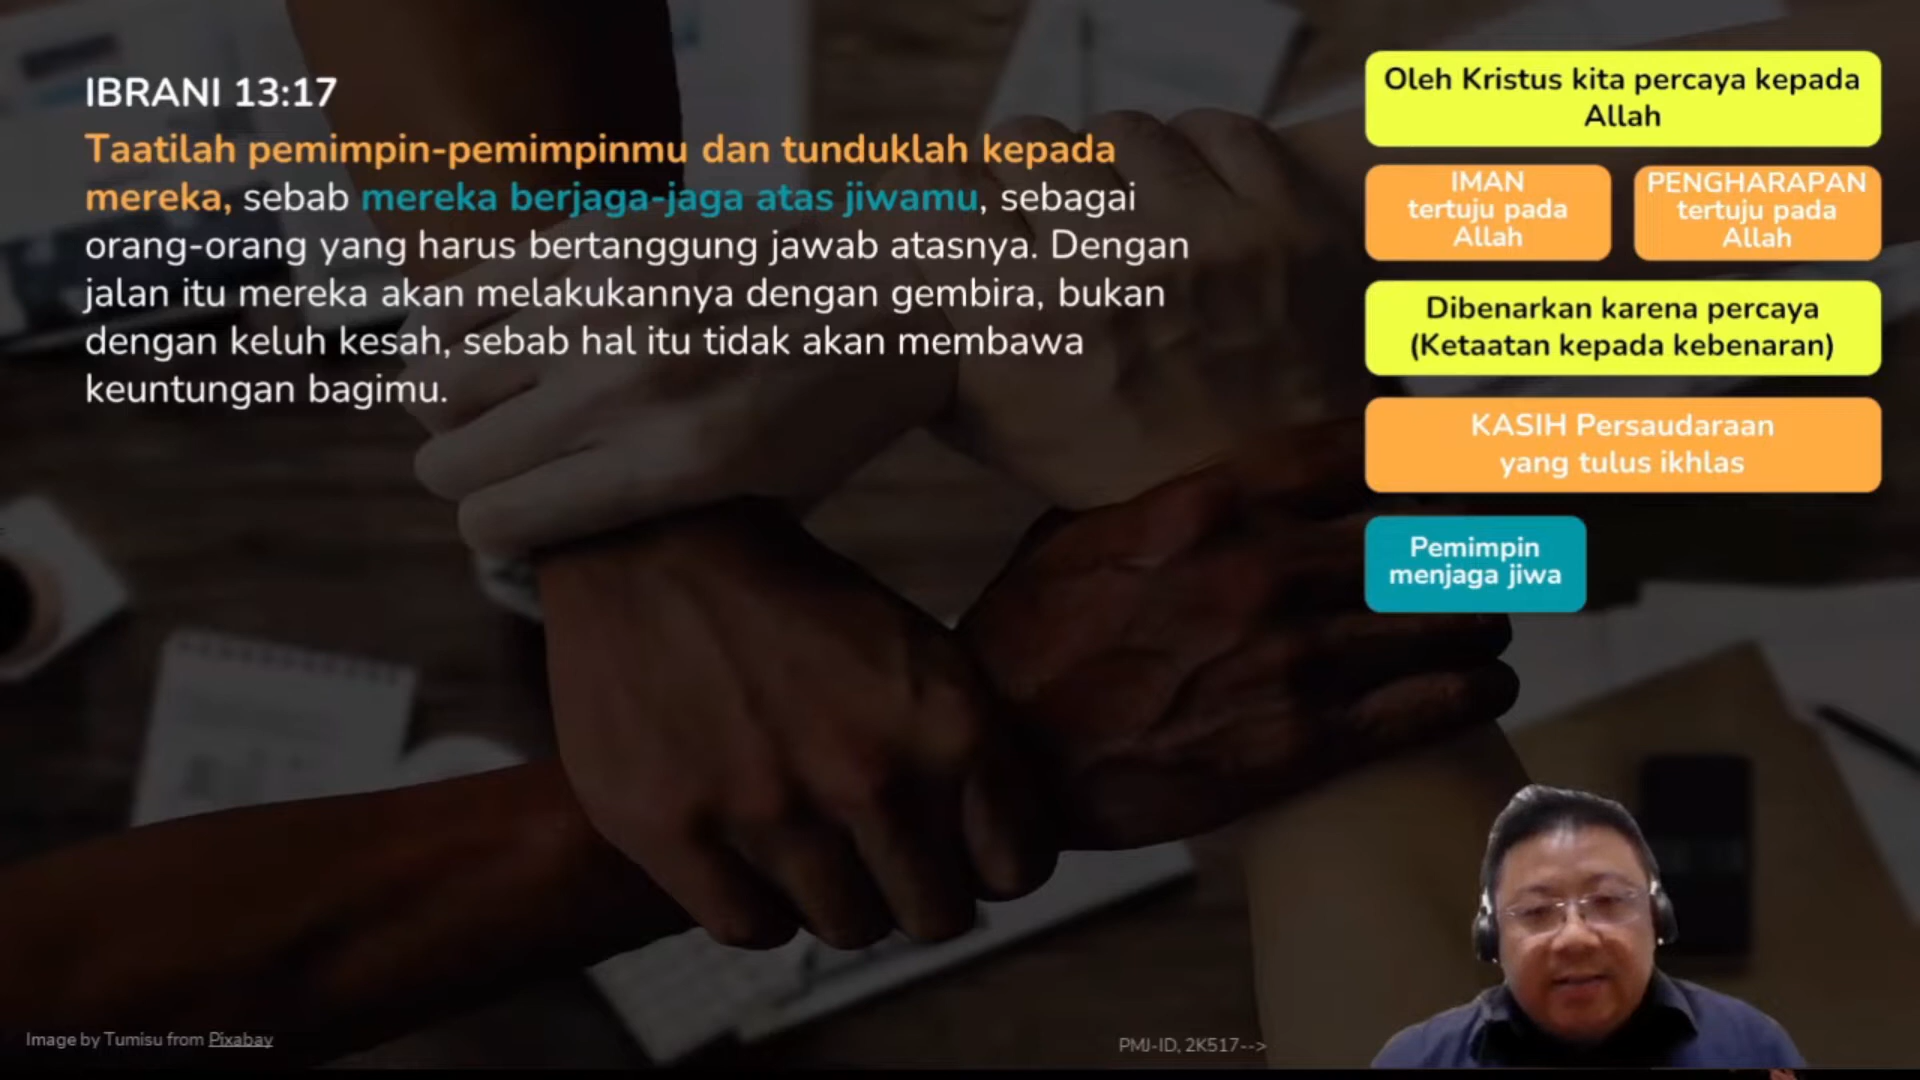 IBRANI 13:17
Taatilah pemimpin-pemimpinmu dan tunduklah kepada
mereka, sebab mereka berjaga-jaga atas jiwamu, sebagai
orang-orang yang harus bertanggung jawab atasnya. Dengan
jalan itu mereka akan melakukannya dengan gembira, bukan
dengan keluh kesah, sebab hal itu tidak akan membawa
keuntungan bagimu.
Oleh Kristus kita percaya kepada
Allah
IMAN
tertuju pada
Allah
PENGHARAPAN
tertuju pada
Allah
Dibenarkan karena percaya
(Ketaatan kepada kebenaran)
KASIH Persaudaraan
yang tulus ikhlas
Pemimpin
menjaga jiwa
Image by Tumisu from Pixabay
PMJ-ID, 2K517-->